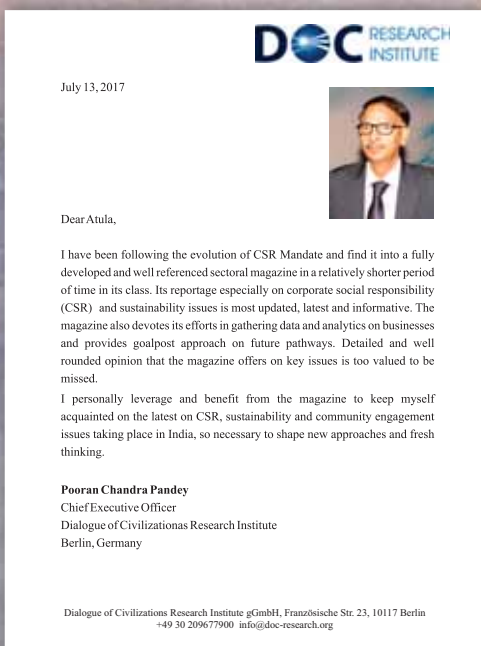 DOC RESEARCH
INSTITUTE
July 13, 2017
Dear Atula,
I have been following the evolution of CSR Mandate and find it into a fully
developed and well referenced sectoral magazine in a relatively shorter period
of time in its class. Its reportage especially on corporate social responsibility
(CSR) and sustainability issues is most updated, latest and informative. The
magazine also devotes its efforts in gathering data and analytics on businesses
and provides goalpost approach on future pathways. Detailed and well
rounded opinion that the magazine offers on key issues is too valued to be
missed.
I personally leverage and benefit from the magazine to keep myself
acquainted on the latest on CSR, sustainability and community engagement
issues taking place in India, so necessary to shape new approaches and fresh
thinking.
Pooran Chandra Pandey
Chief Executive Officer
Dialogue of Civilizationas Research Institute
Berlin, Germany
Dialogue of Civilizations Research Institute gGmbH, Französische Str. 23, 10117 Berlin
+49 30 209677900 info@doc-research.org